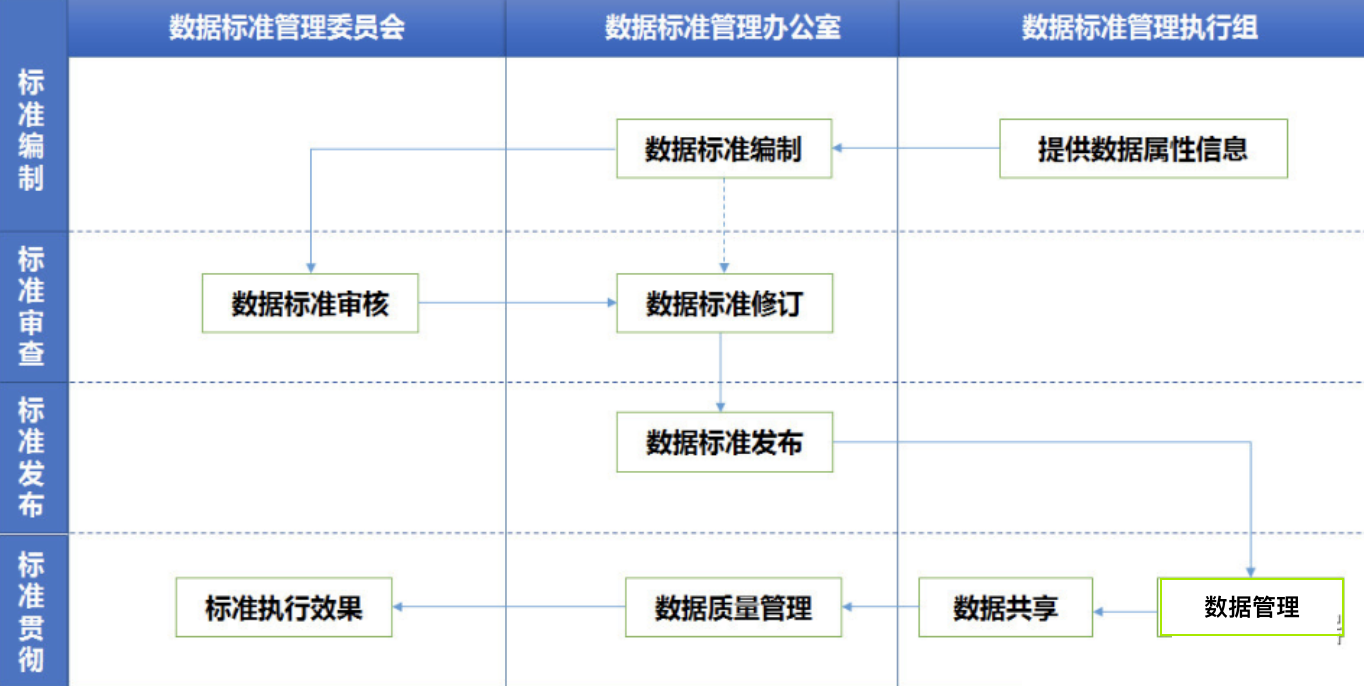 数据标准管理委员会
数据标准管理办公室
数据标准管理执行组
标准编制
数据标准编制
提供数据属性信息
标准审查
数据标准审核
数据标准修订
标准发布
数据标准发布
标准贯彻
标准执行效果
数据质量管理
数据共享
数据管理